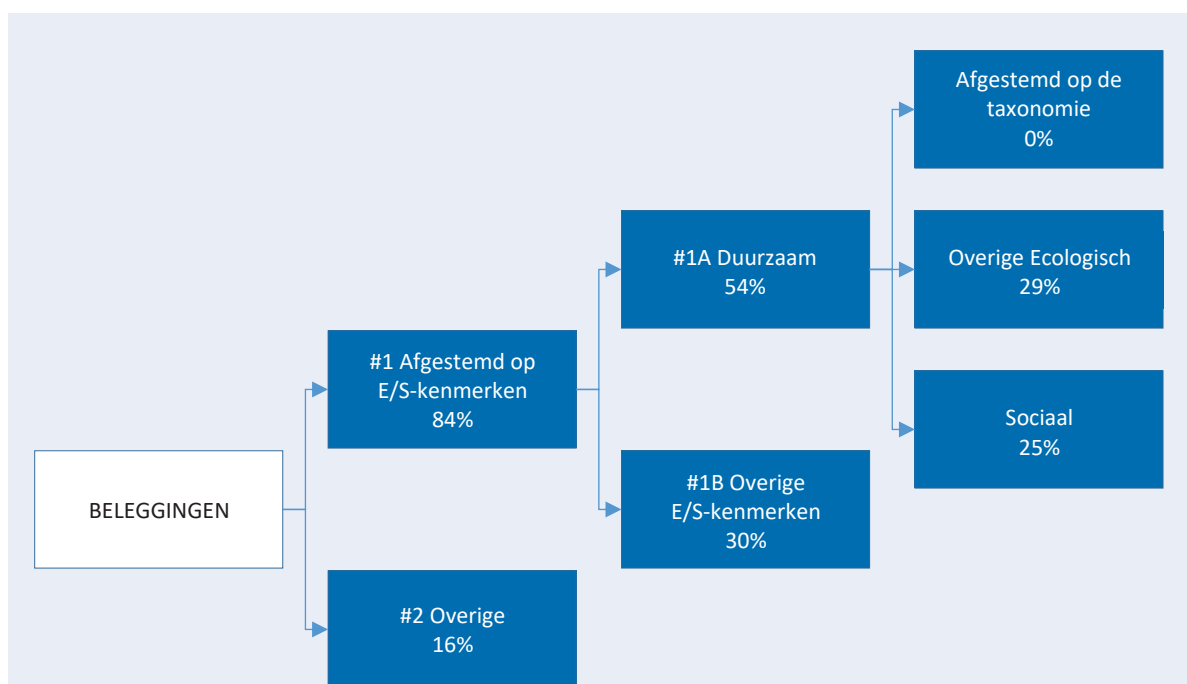 BELEGGINGEN
#1 Afgestemd op
E/S-kenmerken
84%
#2 Overige
16%
#1A Duurzaam
54%
#1B Overige
E/S-kenmerken
30%
Afgestemd op de
taxonomie
0%
Overige Ecologisch
29%
Sociaal
25%